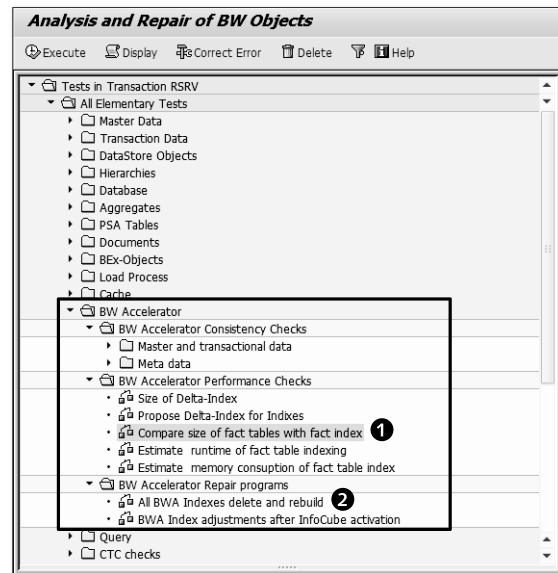 Analysis and Repair of BW Objects
Execute Display Correct Error Delete Help
Tests in Transaction RSRV
All Elementary Tests
Master Data
Transaction Data
DataStore Objects
Hierarchies
Database
Aggregates
PSA Tables
Documents
BEx-Objects
Load Process
Cache
BW Accelerator
BW Accelerator Consistency Checks
Master and transactional data
Meta data
BW Accelerator Performance Checks
Size of Delta-Index
Propose Delta-Index for Indixes
Compare size of fact tables with fact index 1
Estimate runtime of fact table indexing
Estimate memory consuption of fact table index
BW Accelerator Repair programs
All BWA Indexes delete and rebuild 2
BWA Index adjustments after InfoCube activation
Query
CTC checks